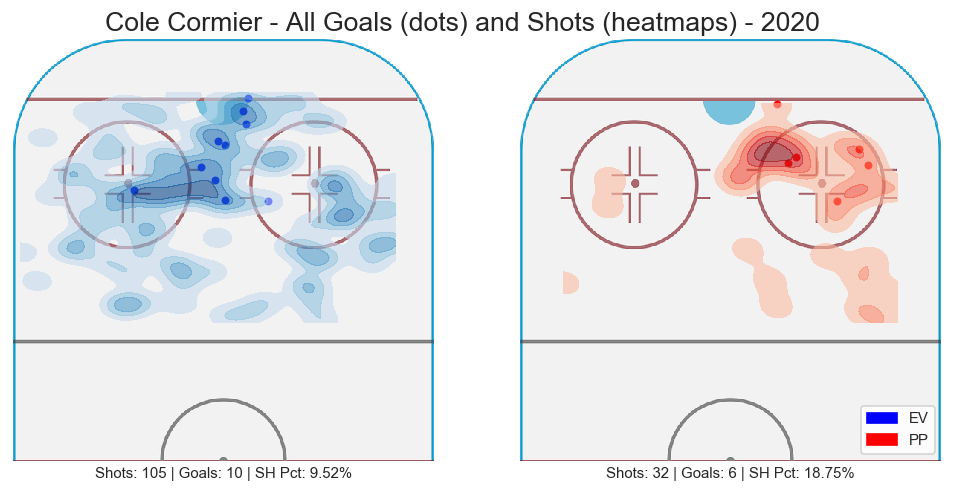 Cole Cormier - All Goals (dots) and Shots (heatmaps) - 2020
EV
PP
Shots: 105 | Goals: 10 | SH Pct: 9.52%
Shots: 32 | Goals: 6 | SH Pct: 18.75%